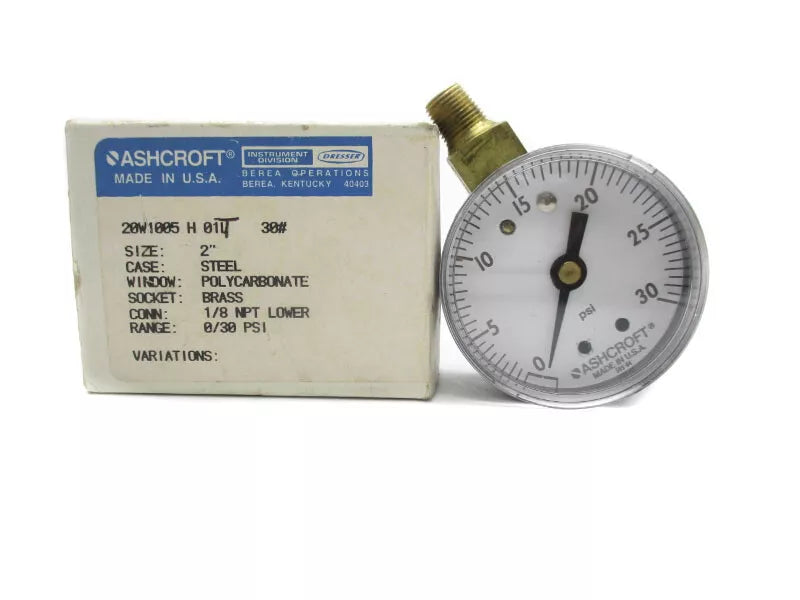 ASHCROFT®
MADE IN U.S.A.
INSTRUMENT
DIVISION
DRESSER
BEREA OPERATIONS
BEREA, KENTUCKY 40403
20W1005 H 01L 30#
SIZE: 2"
CASE: STEEL
WINDOW: POLYCARBONATE
SOCKET: BRASS
CONN: 1/8 NPT LOWER
RANGE: 0/30 PSI
VARIATIONS:
0
5
10
15
20
25
30
psi
ASHCROFT®
MADE IN U.S.A.